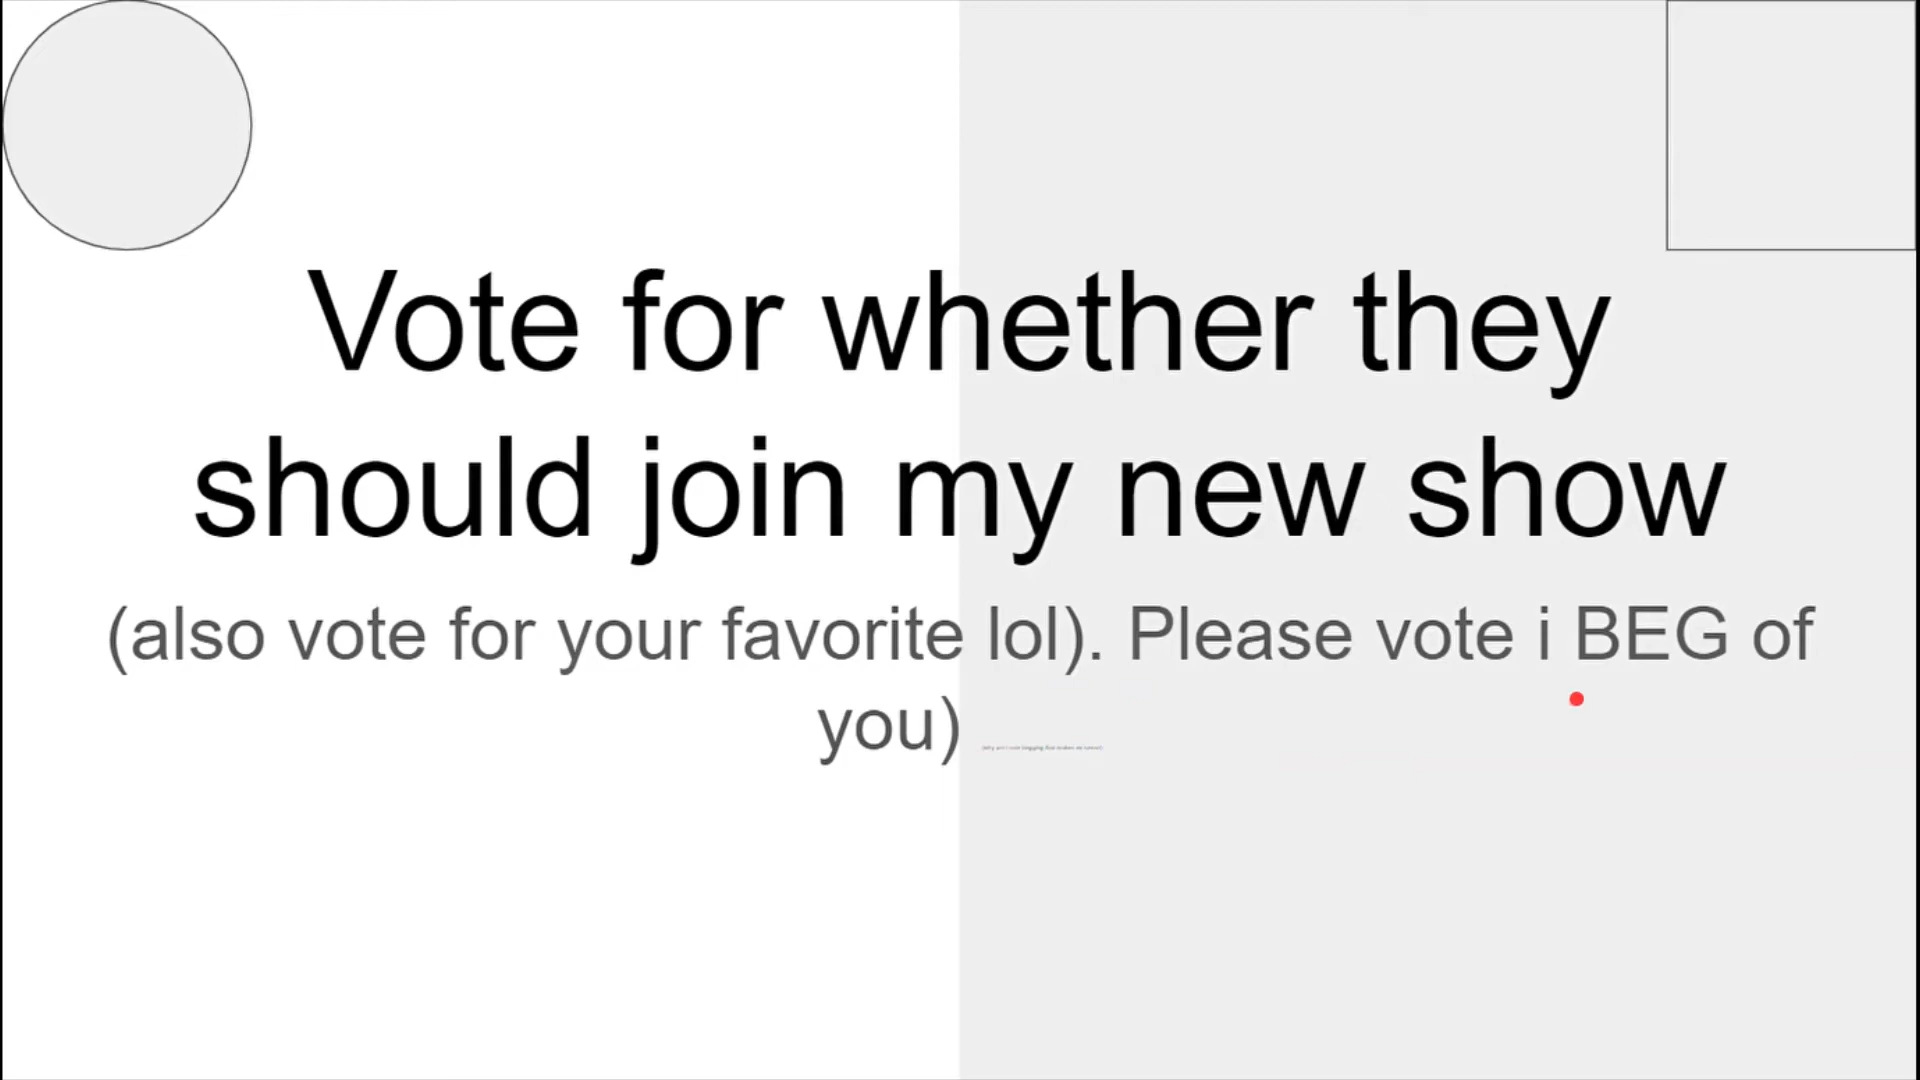 Vote for whether they
should join my new show
(also vote for your favorite lol). Please vote i BEG of
you)